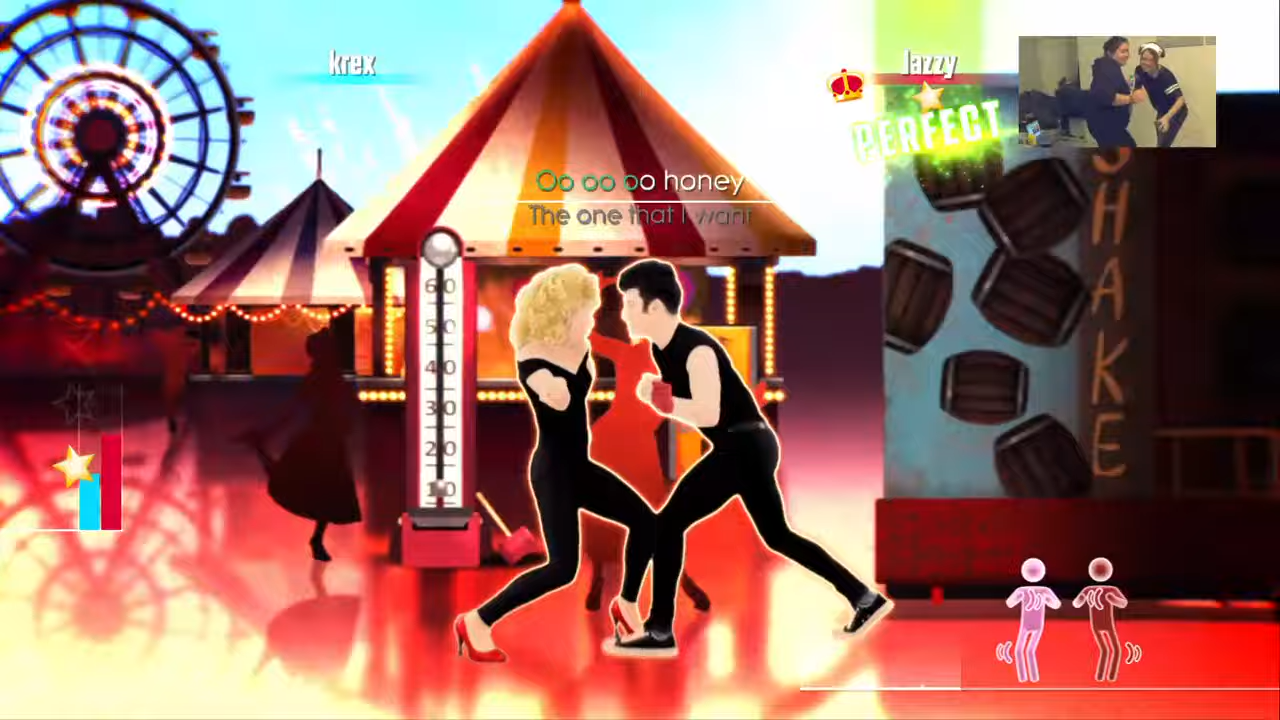 krex
lazzy
PERFECT
Oo oo oo honey
The one that I want
60
50
40
30
20
10
SHAKE